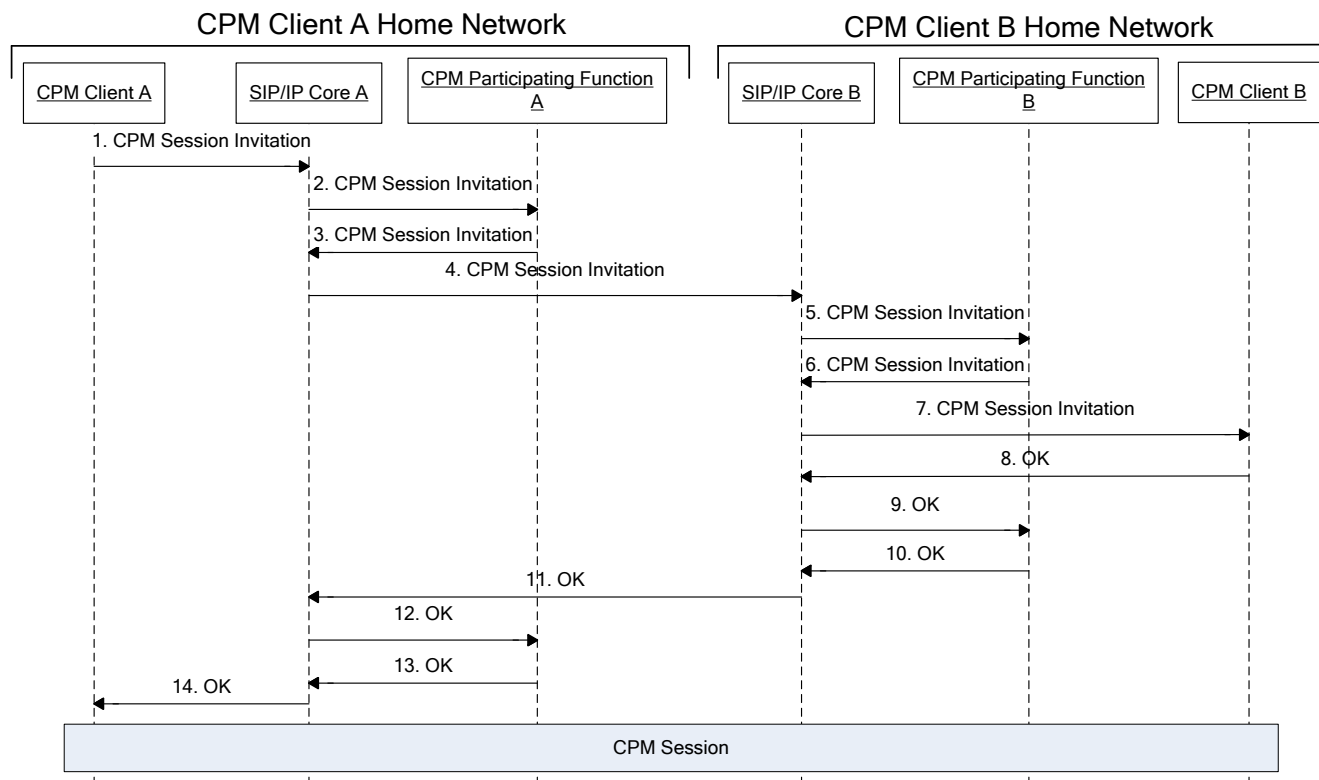 CPM Client A Home Network
CPM Client B Home Network
CPM Client A
SIP/IP Core A
CPM Participating Function
A
SIP/IP Core B
CPM Participating Function
B
CPM Client B
1. CPM Session Invitation
2. CPM Session Invitation
3. CPM Session Invitation
4. CPM Session Invitation
5. CPM Session Invitation
6. CPM Session Invitation
7. CPM Session Invitation
8. OK
9. OK
10. OK
11. OK
12. OK
13. OK
14. OK
CPM Session